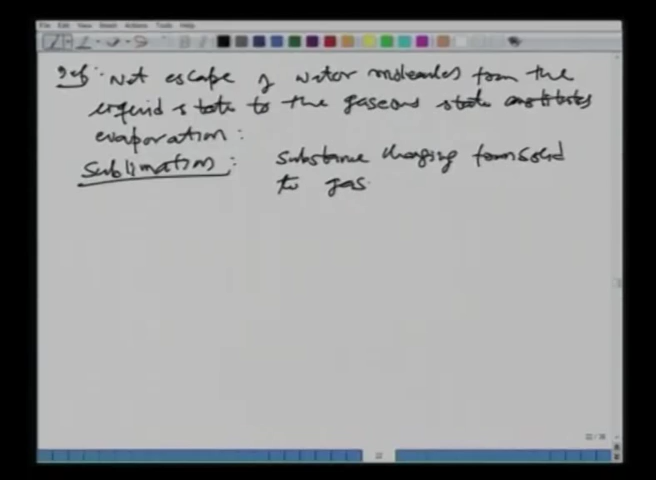 Def: Net escape of water molecules from the
liquid state to the gaseous state constitutes
evaporation:
Sublimation: Substance changing from solid
to gas.
22